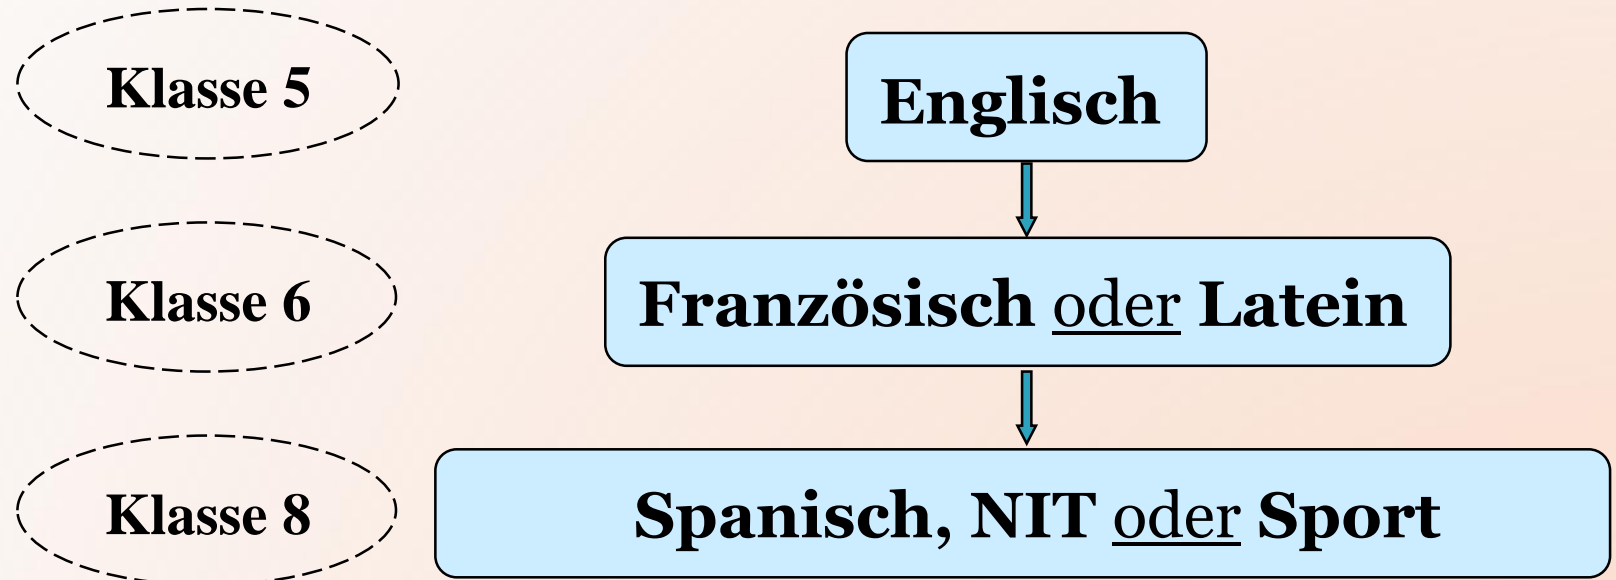 Klasse 5
Englisch
Klasse 6
Französisch oder Latein
Klasse 8
Spanisch, NIT oder Sport